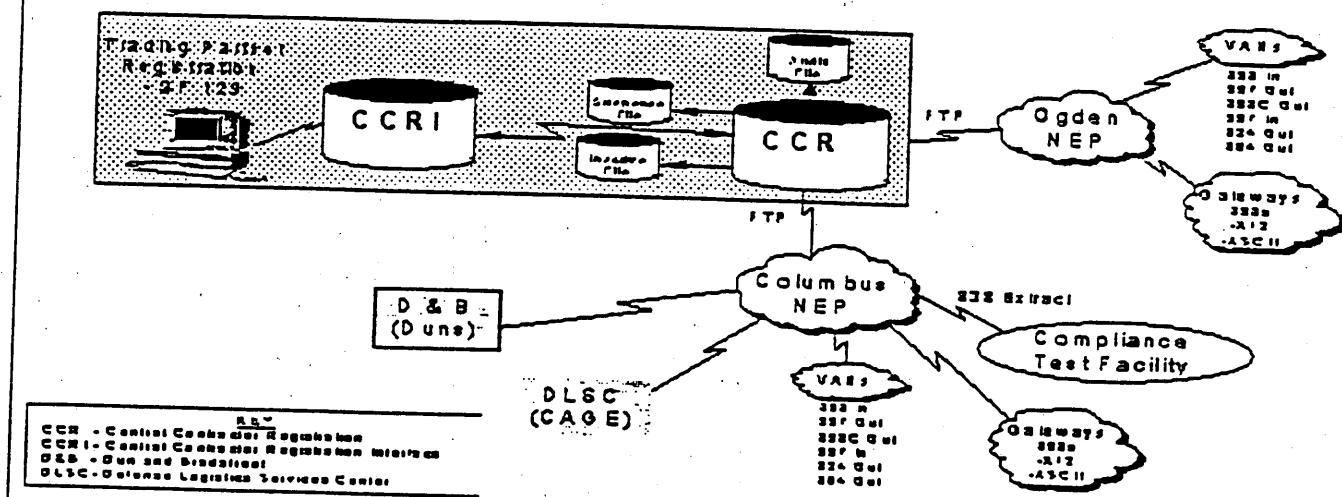 Trading Partner
Registration
- SF 129
CCRI
Suspense
File
Inactive
File
Audit
File
CCR
FTP
Ogden
NEP
VANs
838 In
997 Out
838C Out
997 In
824 Out
864 Out
Gateways
838s
-X12
-ASCII
FTP
Columbus
NEP
D & B
(Duns)
DLSC
(CAGE)
838 Extract
Compliance
Test Facility
VANs
838 In
997 Out
838C Out
997 In
824 Out
864 Out
Gateways
838s
-X12
-ASCII
KEY
CCR - Central Contractor Registration
CCRI - Central Contractor Registration Interface
D&B - Dun and Bradstreet
DLSC - Defense Logistics Services Center